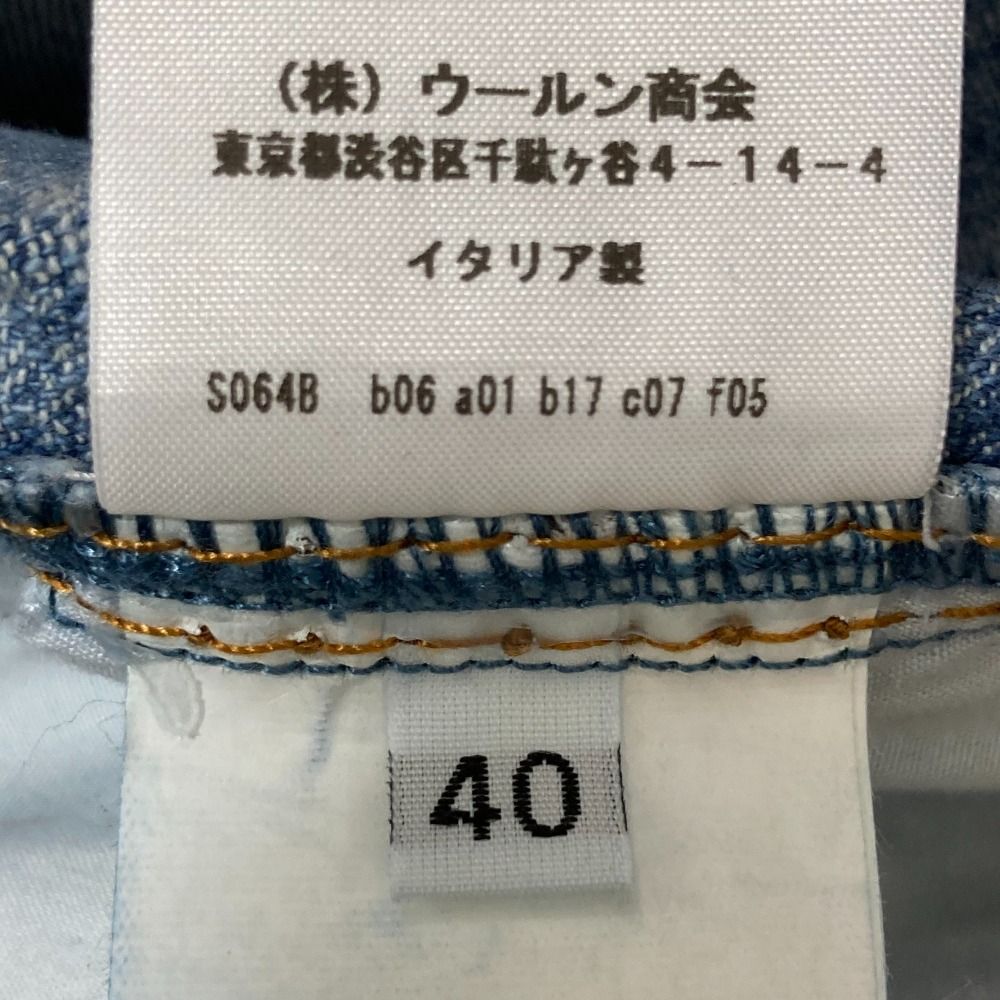 （株）ウールン商会
東京都渋谷区千駄ヶ谷4－14－4
イタリア製
S064B b06 a01 b17 c07 f05
40